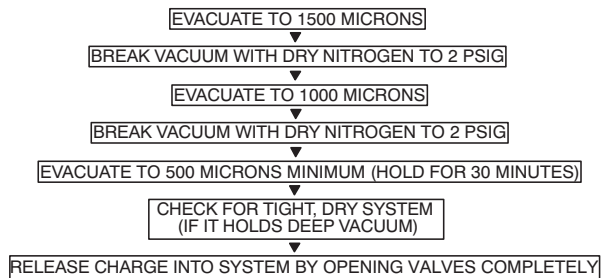 EVACUATE TO 1500 MICRONS
BREAK VACUUM WITH DRY NITROGEN TO 2 PSIG
EVACUATE TO 1000 MICRONS
BREAK VACUUM WITH DRY NITROGEN TO 2 PSIG
EVACUATE TO 500 MICRONS MINIMUM (HOLD FOR 30 MINUTES)
CHECK FOR TIGHT, DRY SYSTEM
(IF IT HOLDS DEEP VACUUM)
RELEASE CHARGE INTO SYSTEM BY OPENING VALVES COMPLETELY